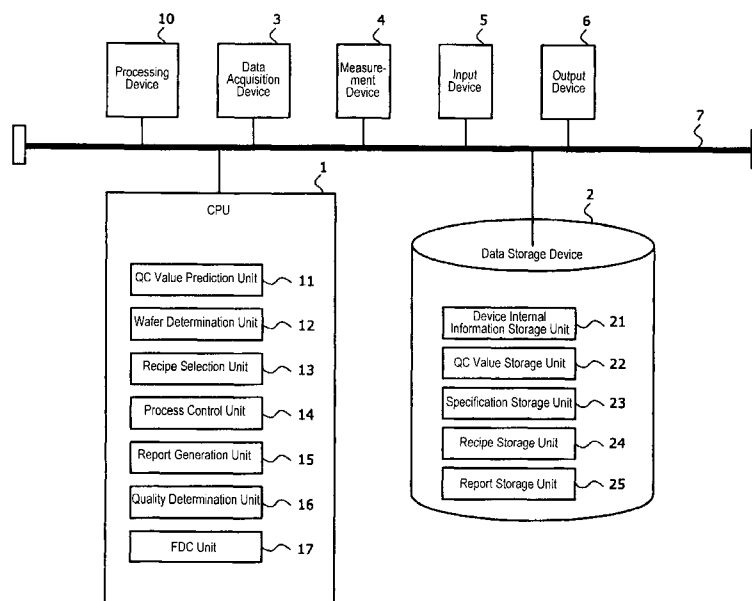 10
3
4
5
6
Processing
Device
Data
Acquisition
Device
Measure-
ment
Device
Input
Device
Output
Device
7
1
CPU
QC Value Prediction Unit
11
Wafer Determination Unit
12
Recipe Selection Unit
13
Process Control Unit
14
Report Generation Unit
15
Quality Determination Unit
16
FDC Unit
17
2
Data Storage Device
Device Internal
Information Storage Unit
21
QC Value Storage Unit
22
Specification Storage Unit
23
Recipe Storage Unit
24
Report Storage Unit
25